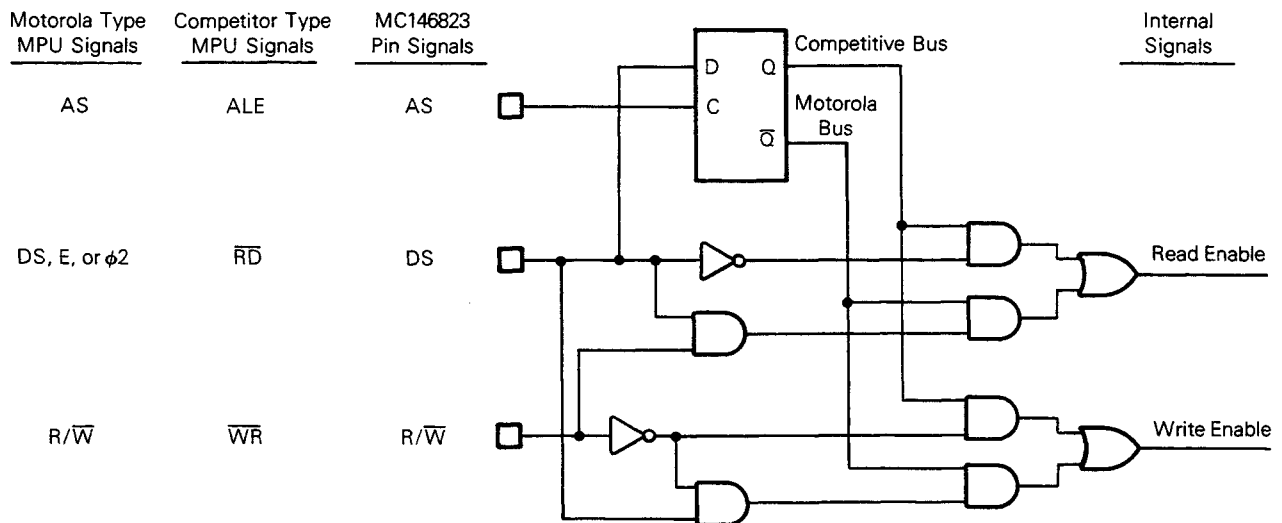 Motorola Type
MPU Signals
Competitor Type
MPU Signals
MC146823
Pin Signals
Internal
Signals
Competitive Bus
D
Q
Motorola
Bus
AS
ALE
AS
C
Q̅
DS, E, or ϕ2
R̅D̅
DS
Read Enable
R/W̅
W̅R̅
R/W̅
Write Enable